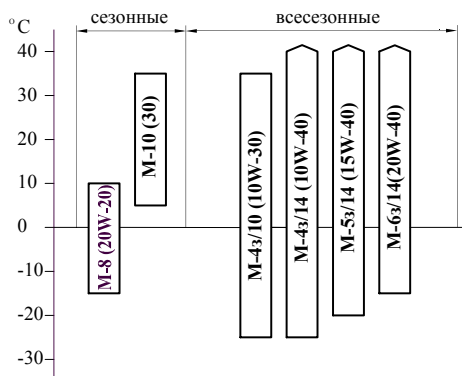 °C
сезонные
всесезонные
40
30
20
10
0
-10
-20
-30
М-8 (20W-20)
М-10 (30)
М-4з/10 (10W-30)
М-4з/14 (10W-40)
М-5з/14 (15W-40)
М-6з/14(20W-40)